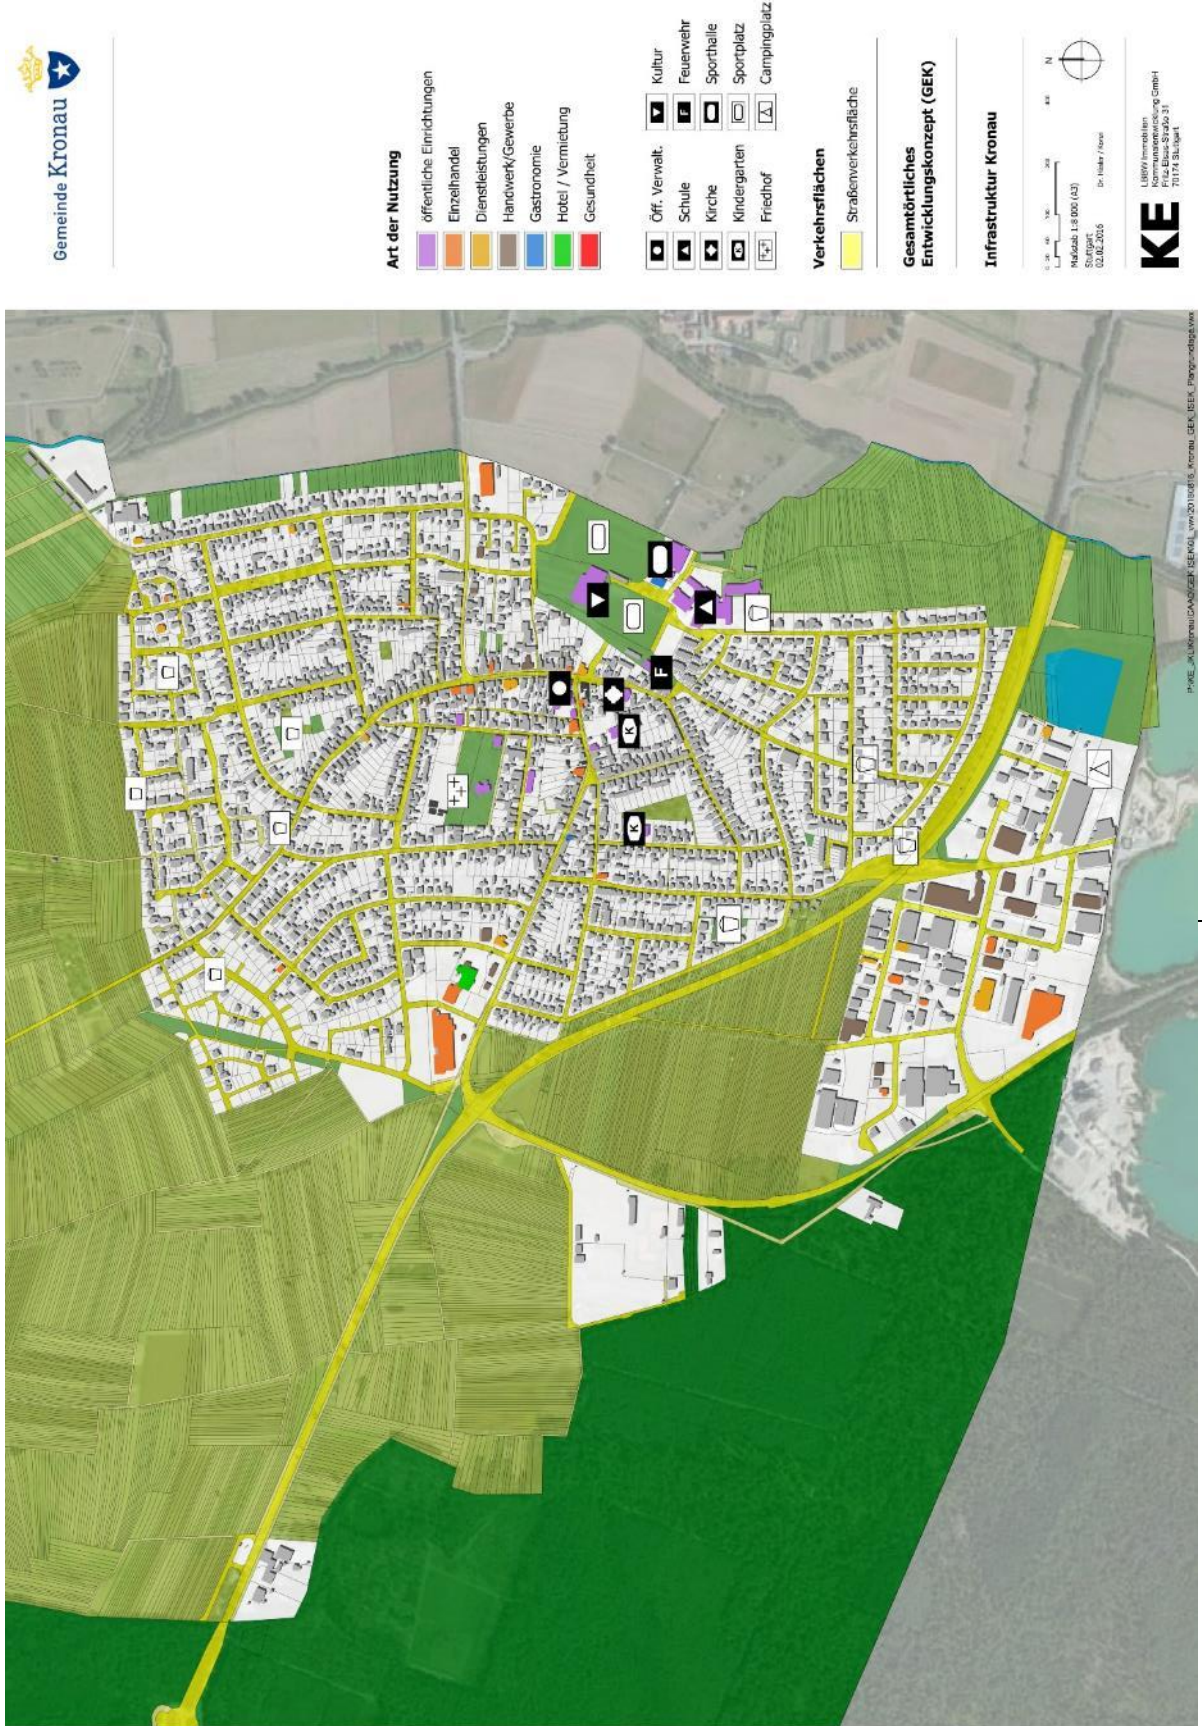 Gemeinde Kronau
Art der Nutzung
öffentliche Einrichtungen
Einzelhandel
Dienstleistungen
Handwerk/Gewerbe
Gastronomie
Hotel / Vermietung
Gesundheit
Öff. Verwalt.
Schule
Kirche
K
Kindergarten
Friedhof
Kultur
F
Feuerwehr
Sporthalle
Sportplatz
Campingplatz
Verkehrsflächen
Straßenverkehrsfläche
Gesamtörtliches
Entwicklungskonzept (GEK)
Infrastruktur Kronau
N
Maßstab 1:8 000 (A3)
Stuttgart
02.02.2016
KE
LBBW Immobilien
Kommunalentwicklung GmbH
Fritz-Elsas-Straße 31
70174 Stuttgart
F
K
K